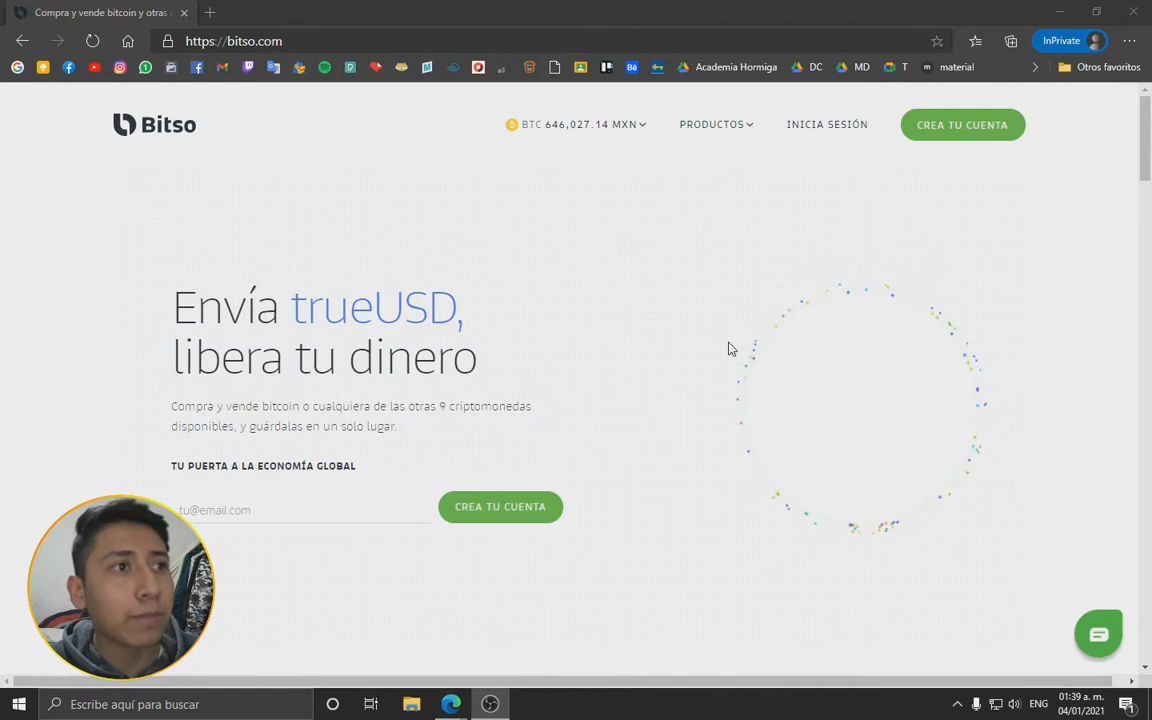 Compra y vende bitcoin y otras
https://bitso.com
InPrivate
Academia Hormiga
DC
MD
T
material
Otros favoritos
Bitso
BTC 646,027.14 MXN
PRODUCTOS
INICIA SESIÓN
CREA TU CUENTA
Envía trueUSD,
libera tu dinero
Compra y vende bitcoin o cualquiera de las otras 9 criptomonedas
disponibles, y guárdalas en un solo lugar.
TU PUERTA A LA ECONOMÍA GLOBAL
tu@email.com
CREA TU CUENTA
Escribe aquí para buscar
ENG
01:39 a. m.
04/01/2021
1